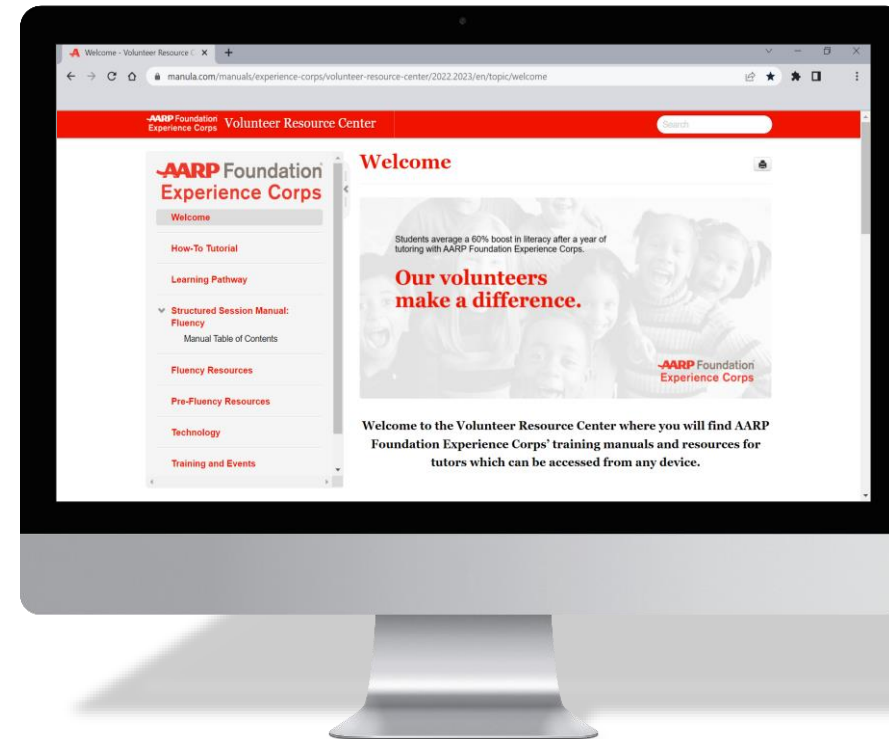 Welcome - Volunteer Resource C
manula.com/manuals/experience-corps/volunteer-resource-center/2022.2023/en/topic/welcome
AARP Foundation
Experience Corps
Volunteer Resource Center
Search
AARP Foundation
Experience Corps
Welcome
How-To Tutorial
Learning Pathway
Structured Session Manual:
Fluency
Manual Table of Contents
Fluency Resources
Pre-Fluency Resources
Technology
Training and Events
Welcome
Students average a 60% boost in literacy after a year of
tutoring with AARP Foundation Experience Corps.
Our volunteers
make a difference.
AARP Foundation
Experience Corps
Welcome to the Volunteer Resource Center where you will find AARP
Foundation Experience Corps’ training manuals and resources for
tutors which can be accessed from any device.